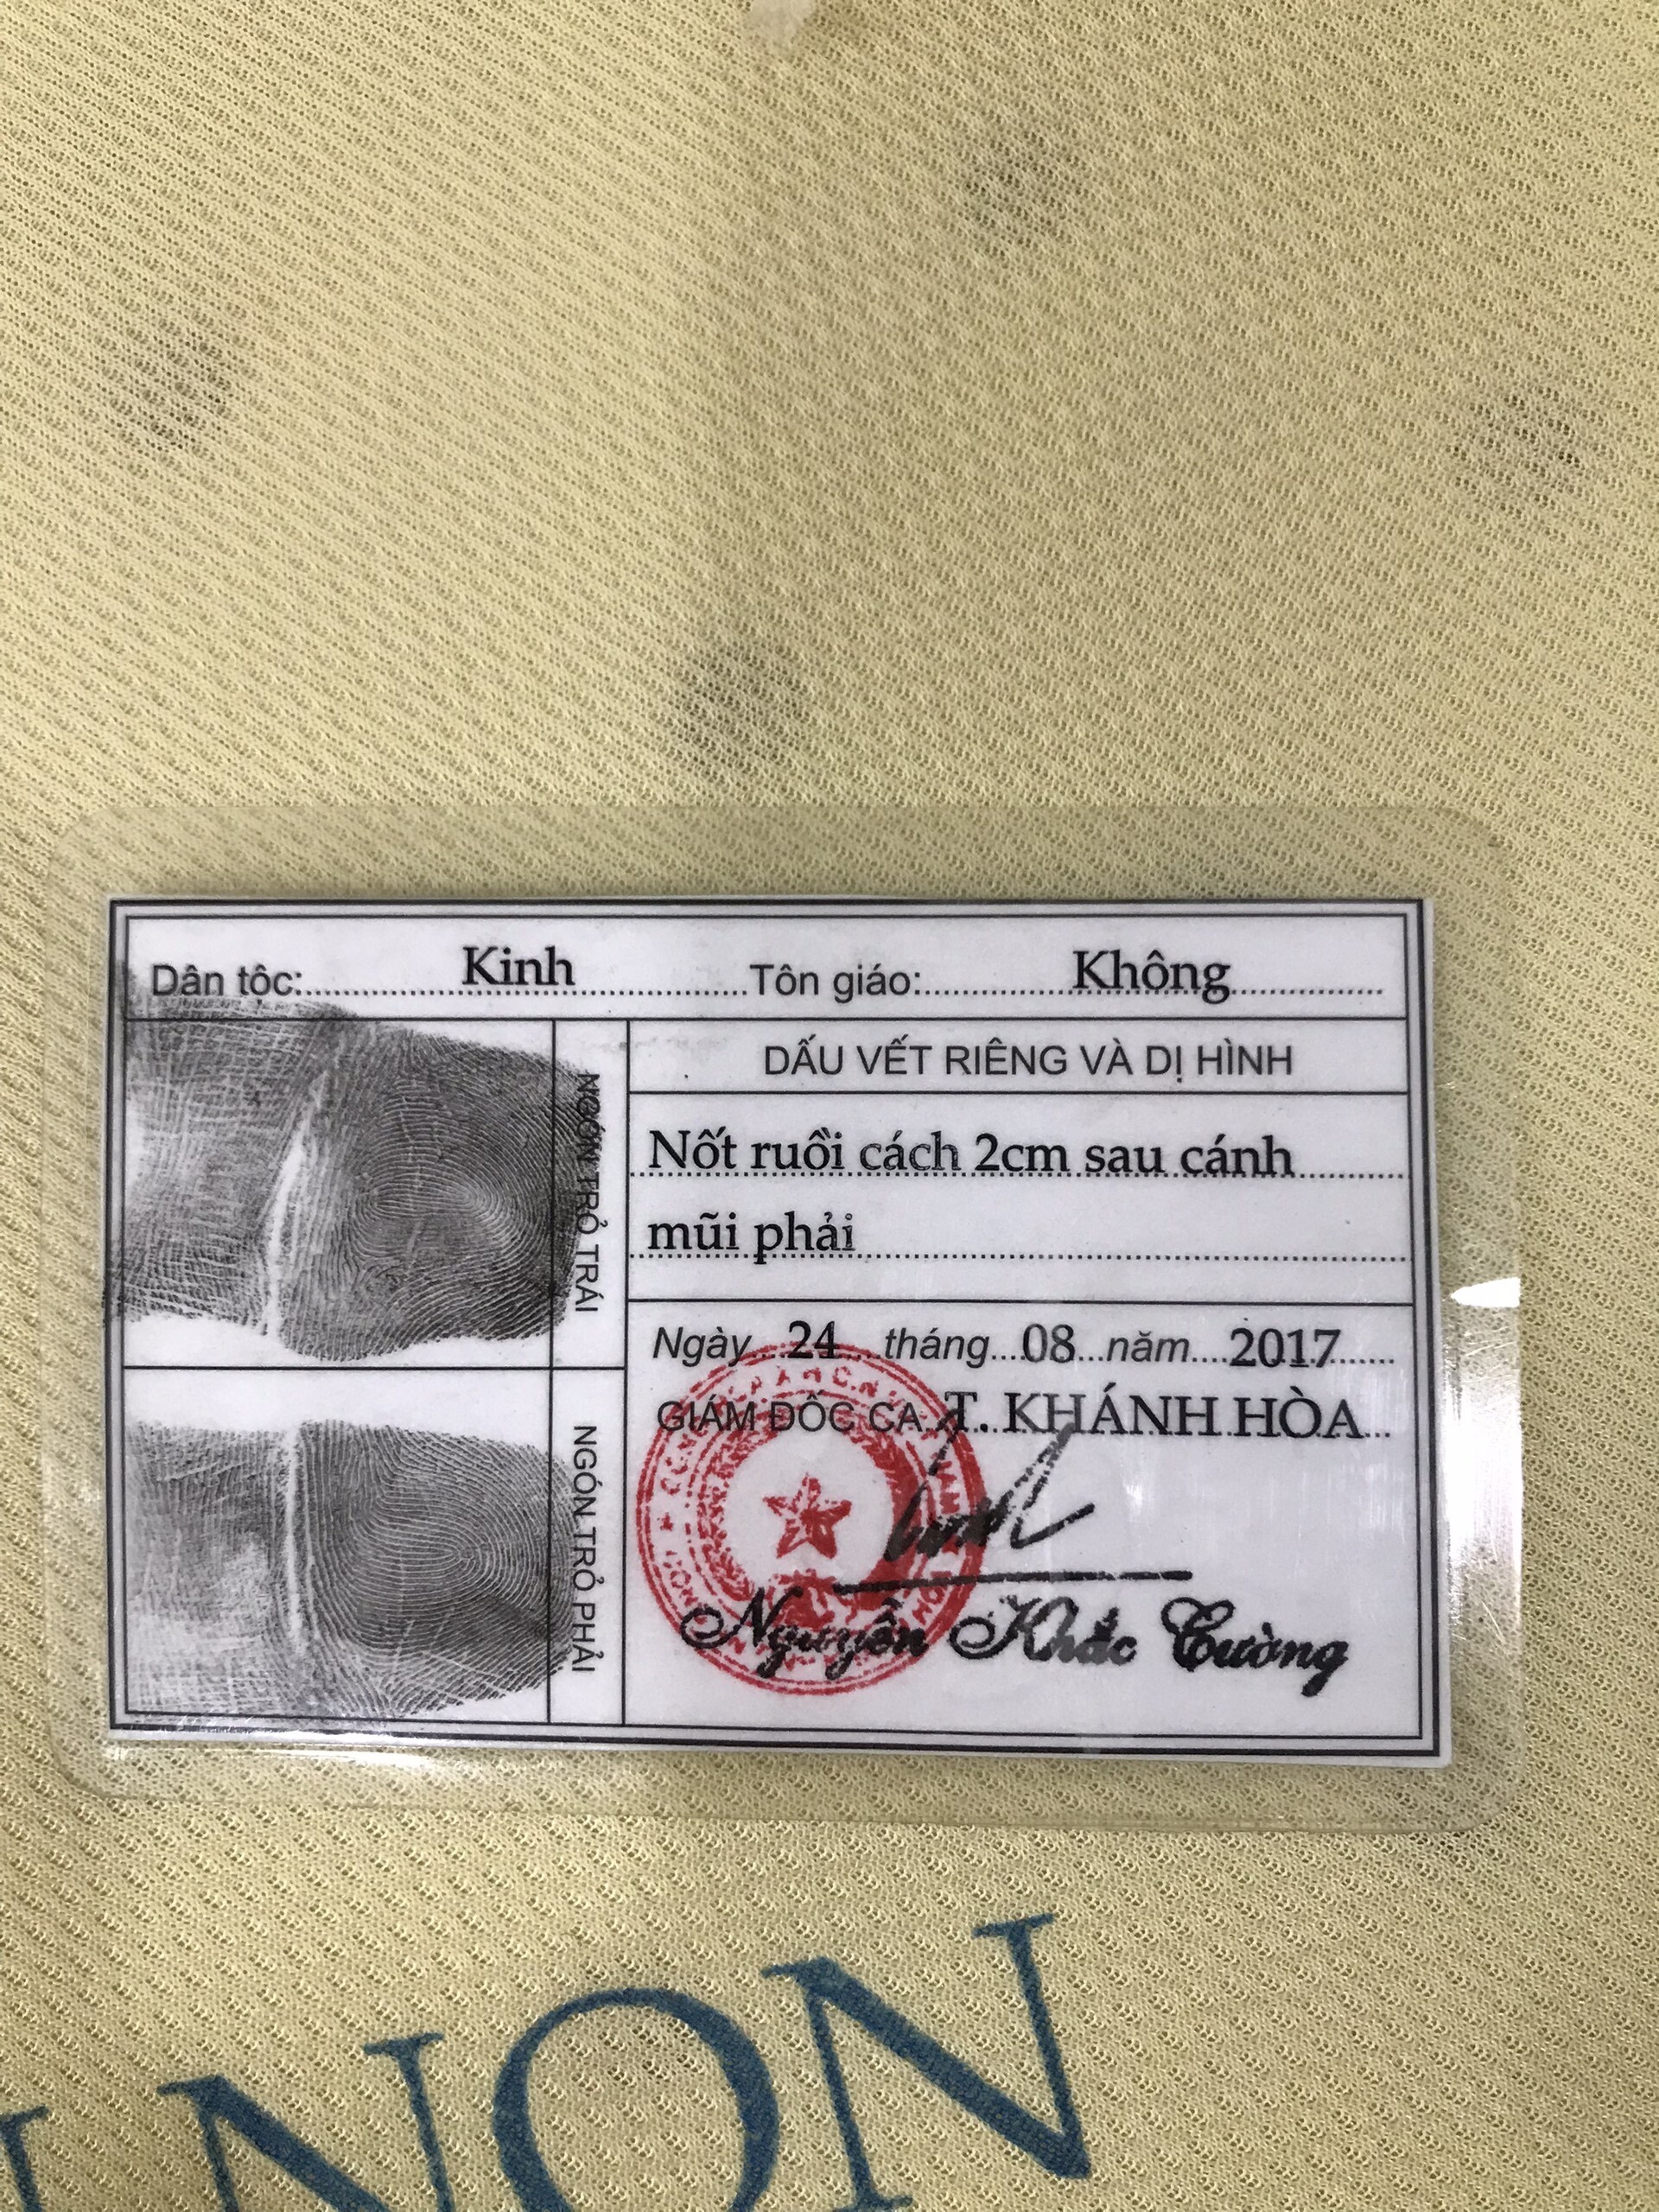 Dân tộc: Kinh Tôn giáo: Không
NGÓN TRỎ TRÁI
DẤU VẾT RIÊNG VÀ DỊ HÌNH
Nốt ruồi cách 2cm sau cánh
mũi phải
Ngày 24 tháng 08 năm 2017
GIÁM ĐỐC CA T. KHÁNH HÒA
NGÓN TRỎ PHẢI
Nguyễn Khắc Cường
NON